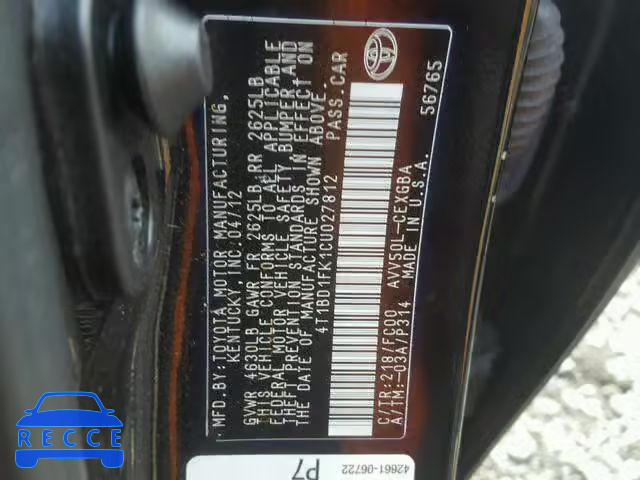 MFD.BY:TOYOTA MOTOR MANUFACTURING,
KENTUCKY, INC. 04/12
GVWR 4630LB GAWR FR 2625LB RR 2625LB
THIS VEHICLE CONFORMS TO ALL APPLICABLE
FEDERAL MOTOR VEHICLE SAFETY, BUMPER AND
THEFT PREVENTION STANDARDS IN EFFECT ON
THE DATE OF MANUFACTURE SHOWN ABOVE.
4T1BD1FK1CU027812 PASS.CAR
C/TR:218/FC00 AVV50L-CEXGBA
A/TM:-03A/P314 MADE IN U.S.A.
56765
42661-06722
P7
RECCE